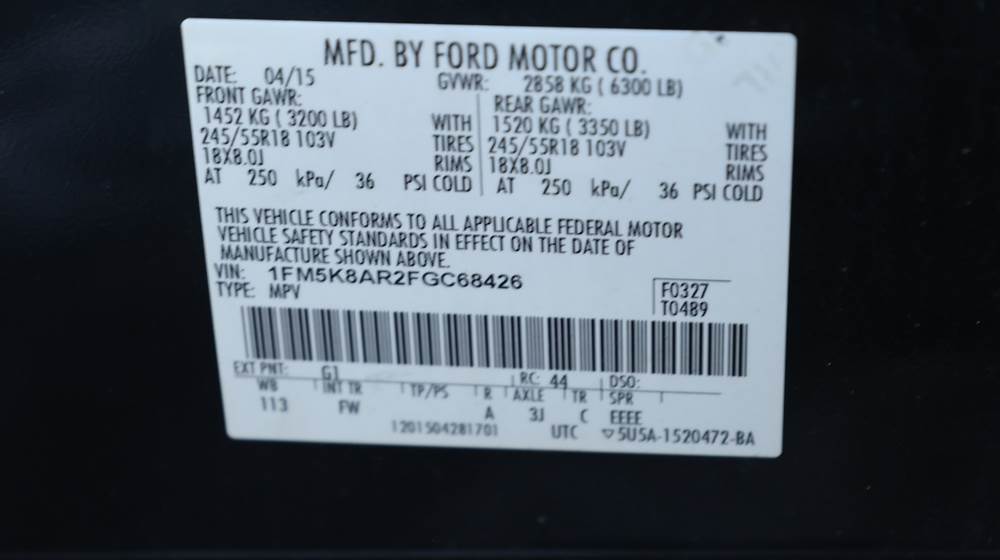 MFD. BY FORD MOTOR CO.
DATE: 04/15 GVWR: 2858 KG ( 6300 LB)
FRONT GAWR: REAR GAWR:
1452 KG ( 3200 LB) WITH 1520 KG ( 3350 LB) WITH
245/55R18 103V TIRES 245/55R18 103V TIRES
18X8.0J RIMS 18X8.0J RIMS
AT 250 kPa/ 36 PSI COLD AT 250 kPa/ 36 PSI COLD
THIS VEHICLE CONFORMS TO ALL APPLICABLE FEDERAL MOTOR
VEHICLE SAFETY STANDARDS IN EFFECT ON THE DATE OF
MANUFACTURE SHOWN ABOVE.
VIN: 1FM5K8AR2FGC68426
TYPE: MPV
F0327
T0489
EXT PNT: G1 RC: 44 DSO:
WB INT TR TP/PS R AXLE TR SPR
113 FW A 3J C EEEE
1201504281701 UTC ▽5U5A-1520472-BA